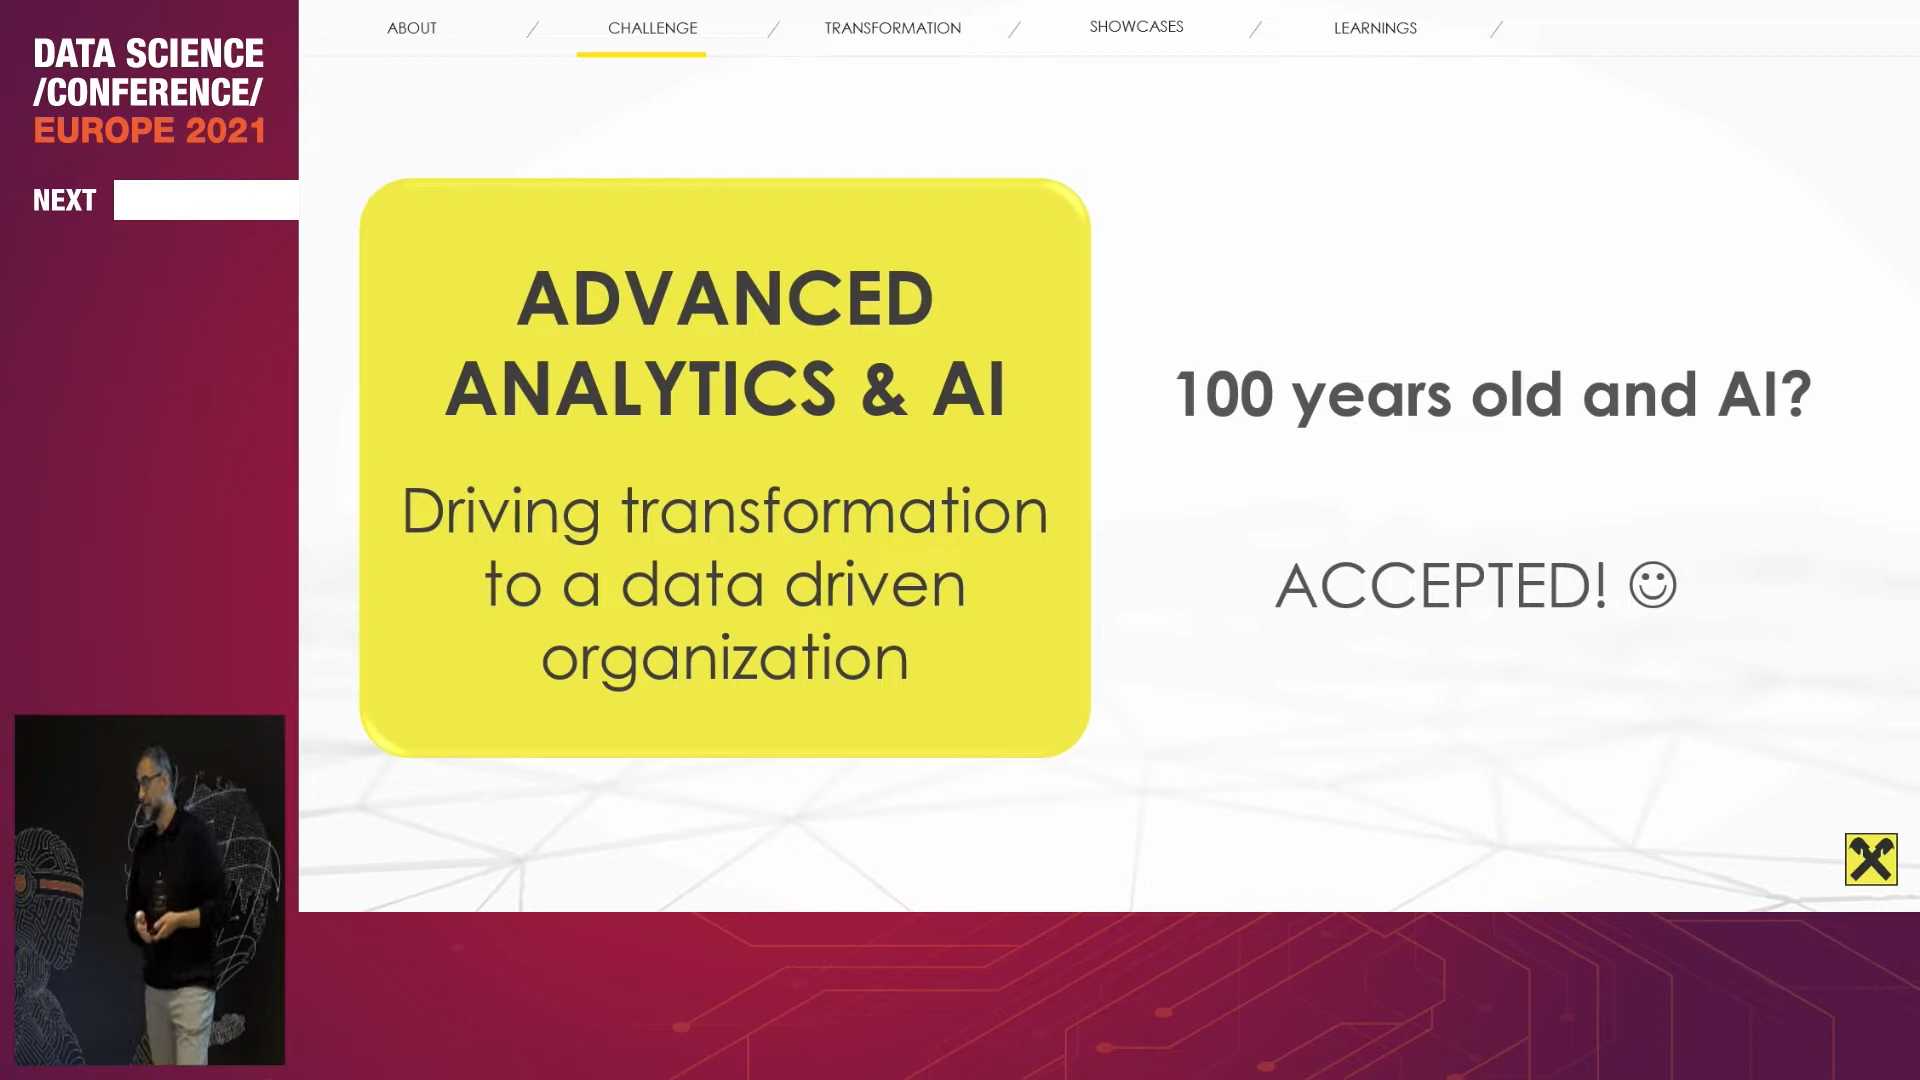 DATA SCIENCE
/CONFERENCE/
EUROPE 2021
NEXT
ABOUT / CHALLENGE / TRANSFORMATION / SHOWCASES / LEARNINGS /
ADVANCED
ANALYTICS & AI
Driving transformation
to a data driven
organization
100 years old and AI?
ACCEPTED! ☺